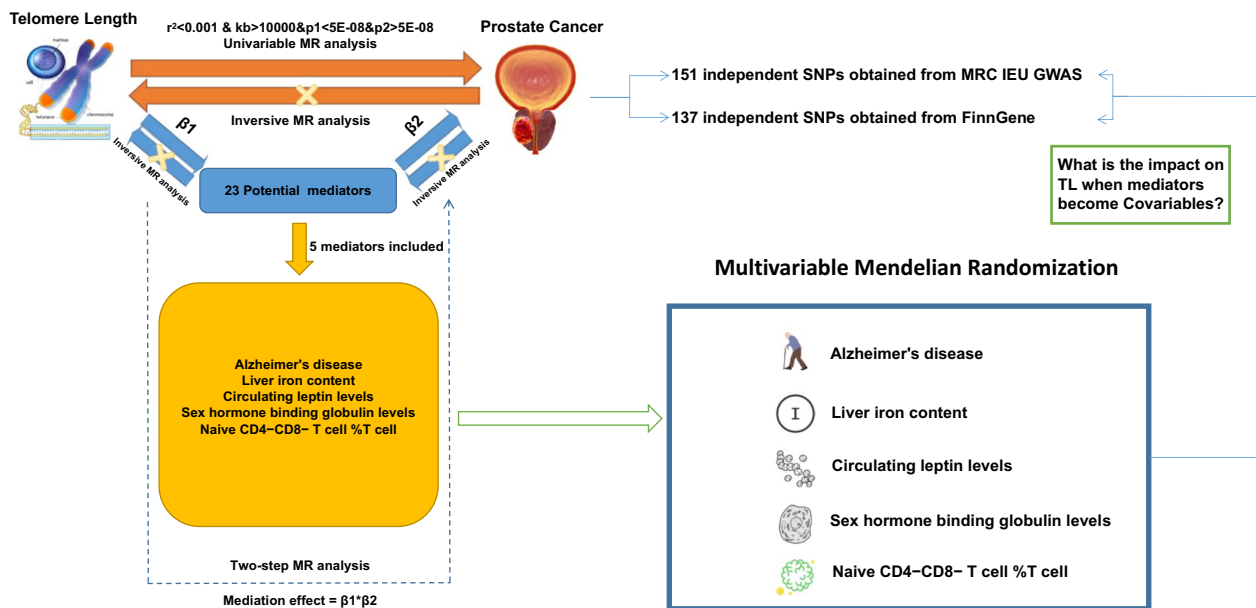 Telomere Length
r²<0.001 & kb>10000&p1<5E-08&p2>5E-08
Univariable MR analysis
Prostate Cancer
nucleus
cell
telomere
chromosome
Inversive MR analysis
β1
β2
Inversive MR analysis
Inversive MR analysis
23 Potential mediators
5 mediators included
151 independent SNPs obtained from MRC IEU GWAS
137 independent SNPs obtained from FinnGene
What is the impact on
TL when mediators
become Covariables?
Alzheimer's disease
Liver iron content
Circulating leptin levels
Sex hormone binding globulin levels
Naive CD4−CD8− T cell %T cell
Two-step MR analysis
Mediation effect = β1*β2
Multivariable Mendelian Randomization
Alzheimer's disease
I
Liver iron content
Circulating leptin levels
Sex hormone binding globulin levels
Naive CD4−CD8− T cell %T cell